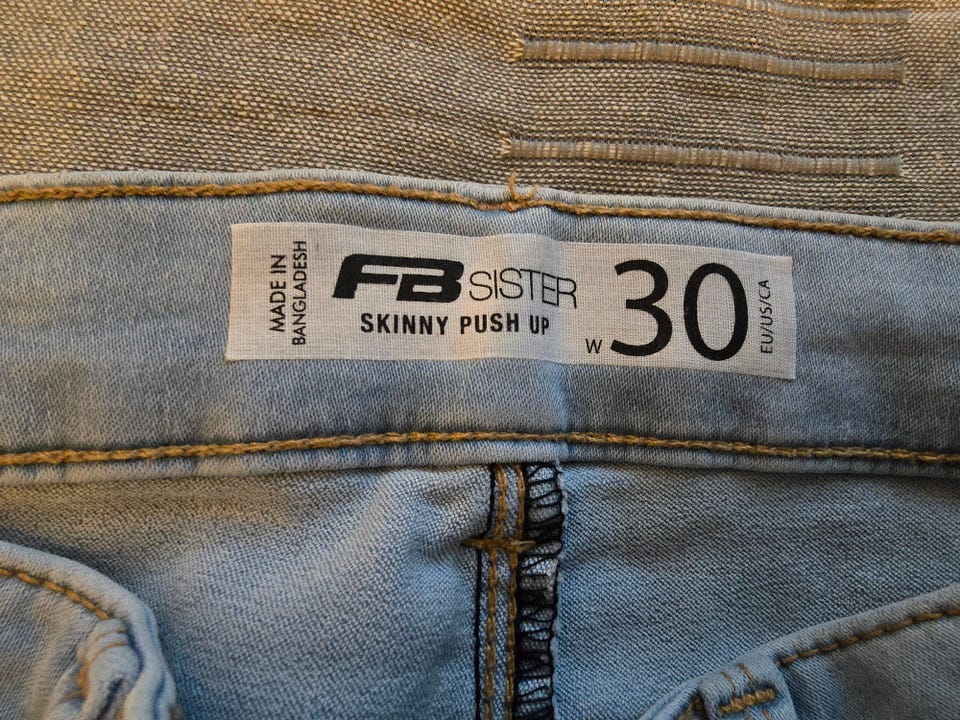 MADE IN
BANGLADESH
FB SISTER
SKINNY PUSH UP
W 30
EU/US/CA